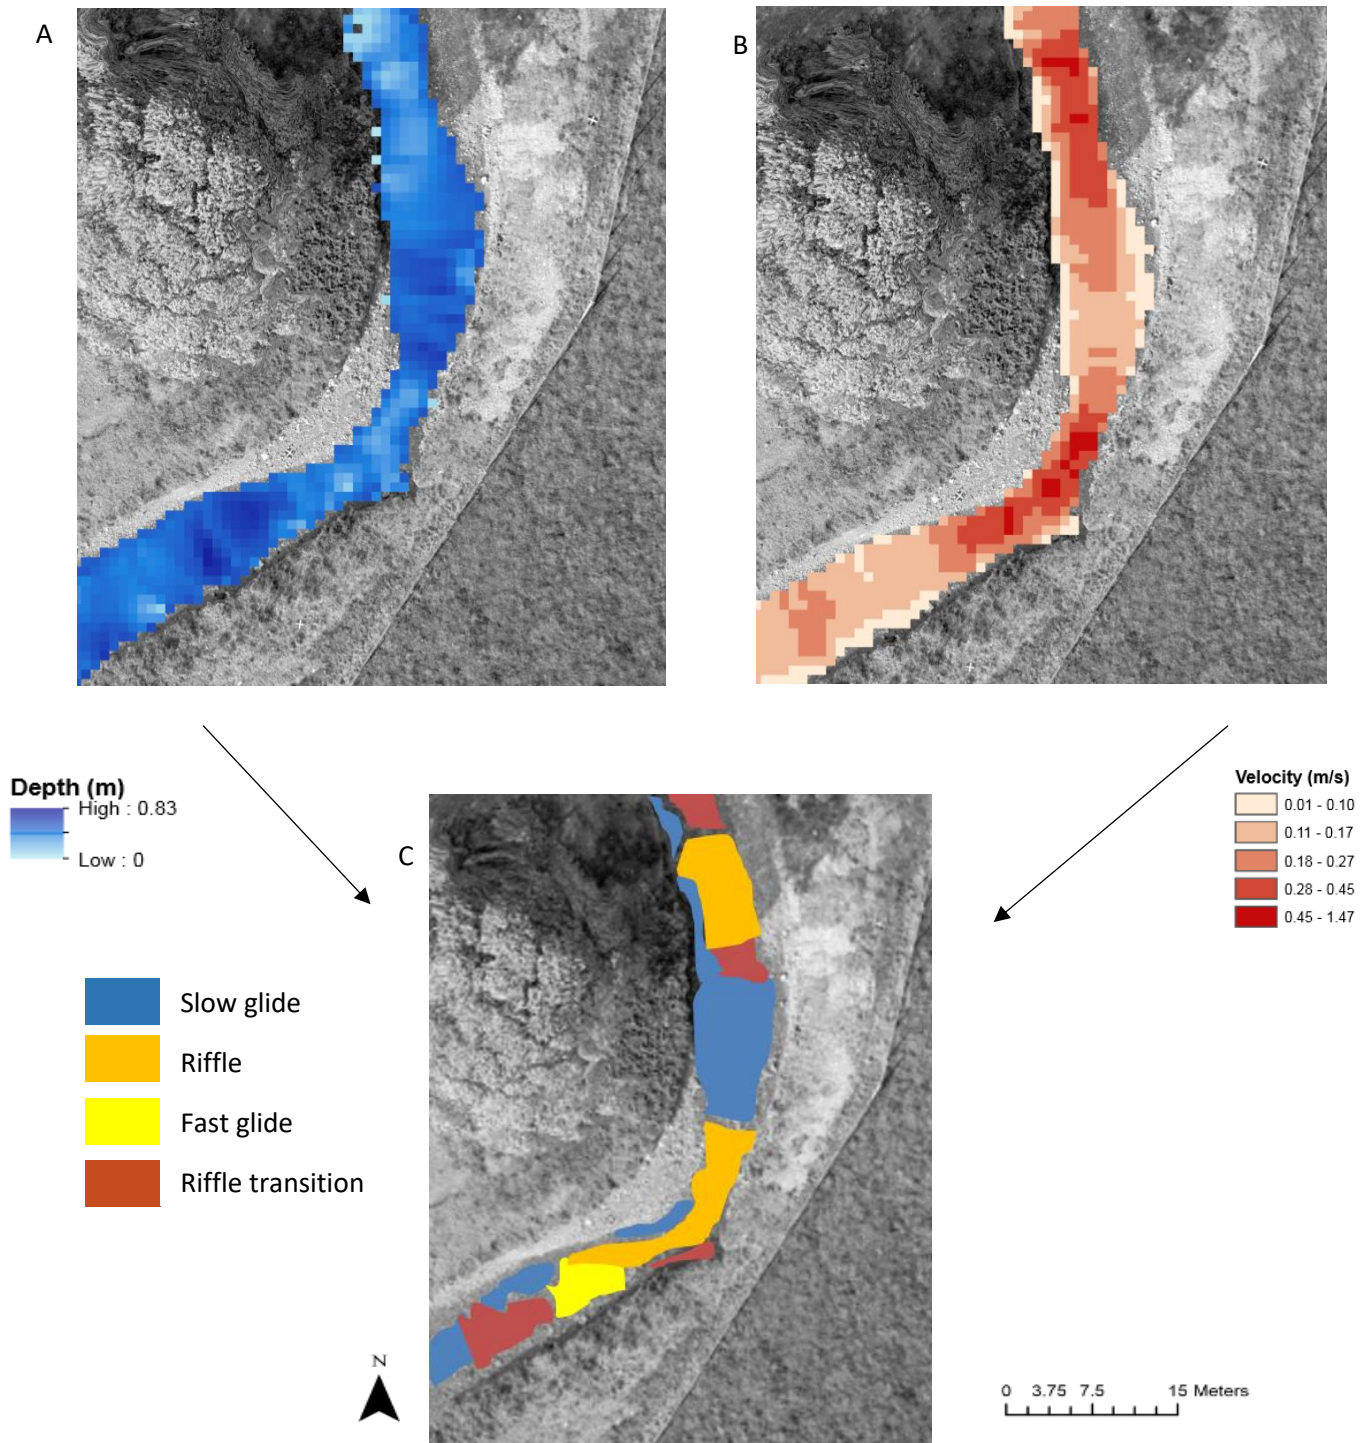 A
B
Depth (m)
High : 0.83
Low : 0
Velocity (m/s)
0.01 - 0.10
0.11 - 0.17
0.18 - 0.27
0.28 - 0.45
0.45 - 1.47
C
Slow glide
Riffle
Fast glide
Riffle transition
N
0 3.75 7.5 15 Meters